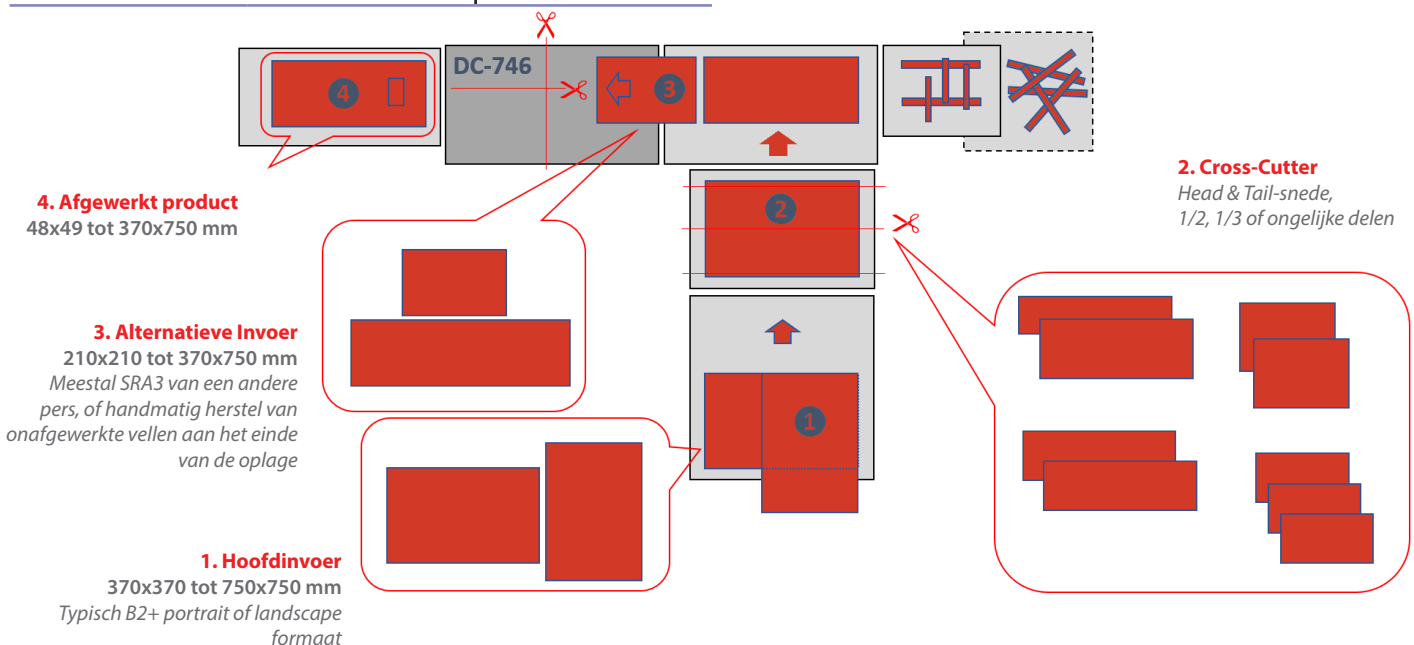 DC-746
4
3
2
1
2. Cross-Cutter
Head & Tail-snede,
1/2, 1/3 of ongelijke delen
4. Afgewerkt product
48x49 tot 370x750 mm
3. Alternatieve Invoer
210x210 tot 370x750 mm
Meestal SRA3 van een andere
pers, of handmatig herstel van
onafgewerkte vellen aan het einde
van de oplage
1. Hoofdinvoer
370x370 tot 750x750 mm
Typisch B2+ portrait of landscape
formaat